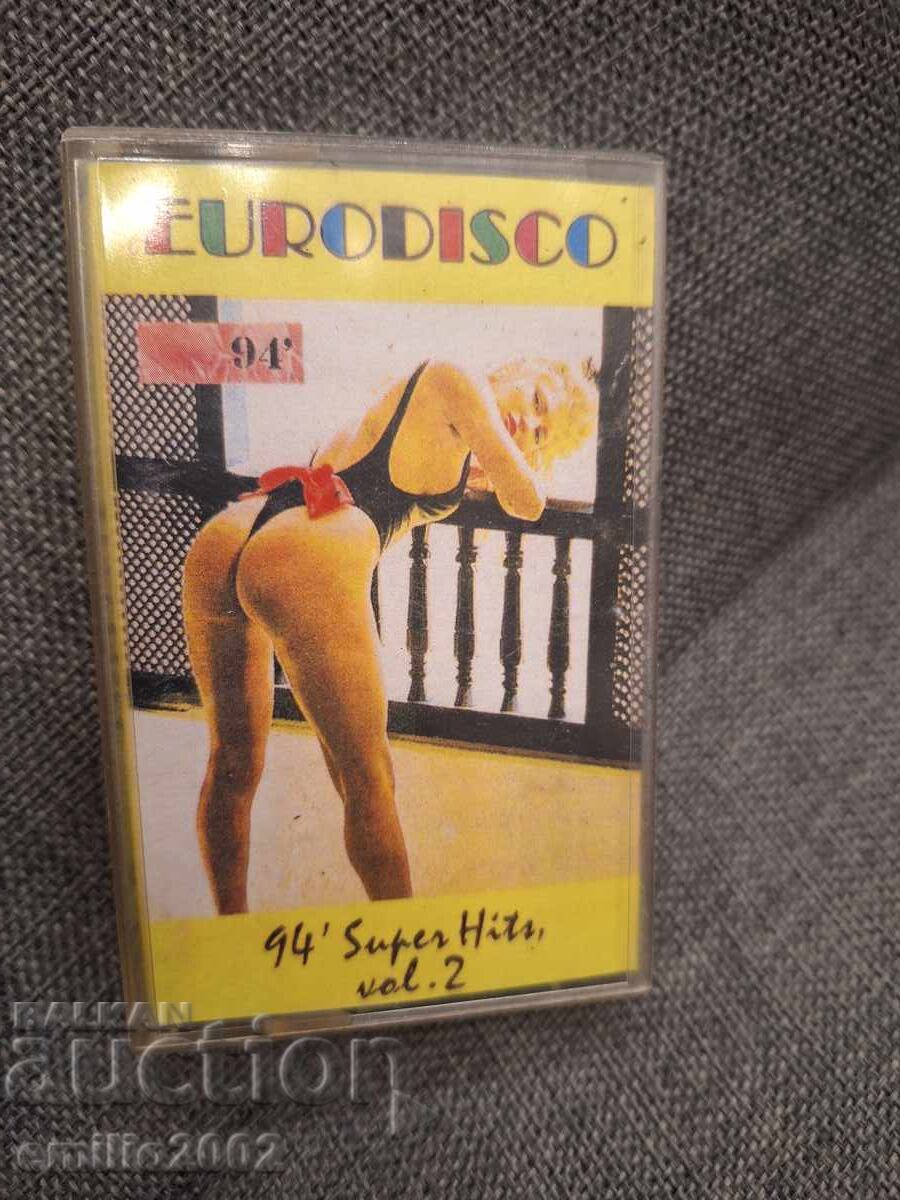 EURODISCO
94'
94' Super Hits,
vol. 2
BALKAN
auction
emilio2002